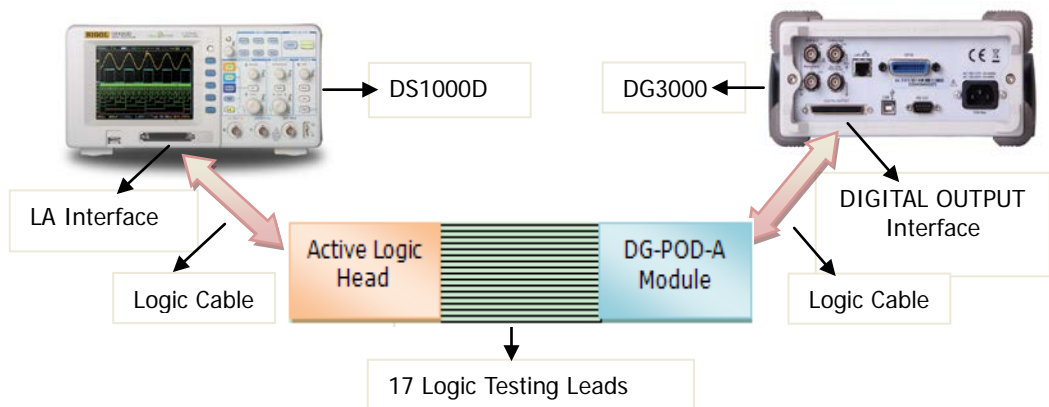 RIGOL
DS1000D
DG3000
LA Interface
DIGITAL OUTPUT
Interface
Active Logic
Head
DG-POD-A
Module
Logic Cable
Logic Cable
17 Logic Testing Leads